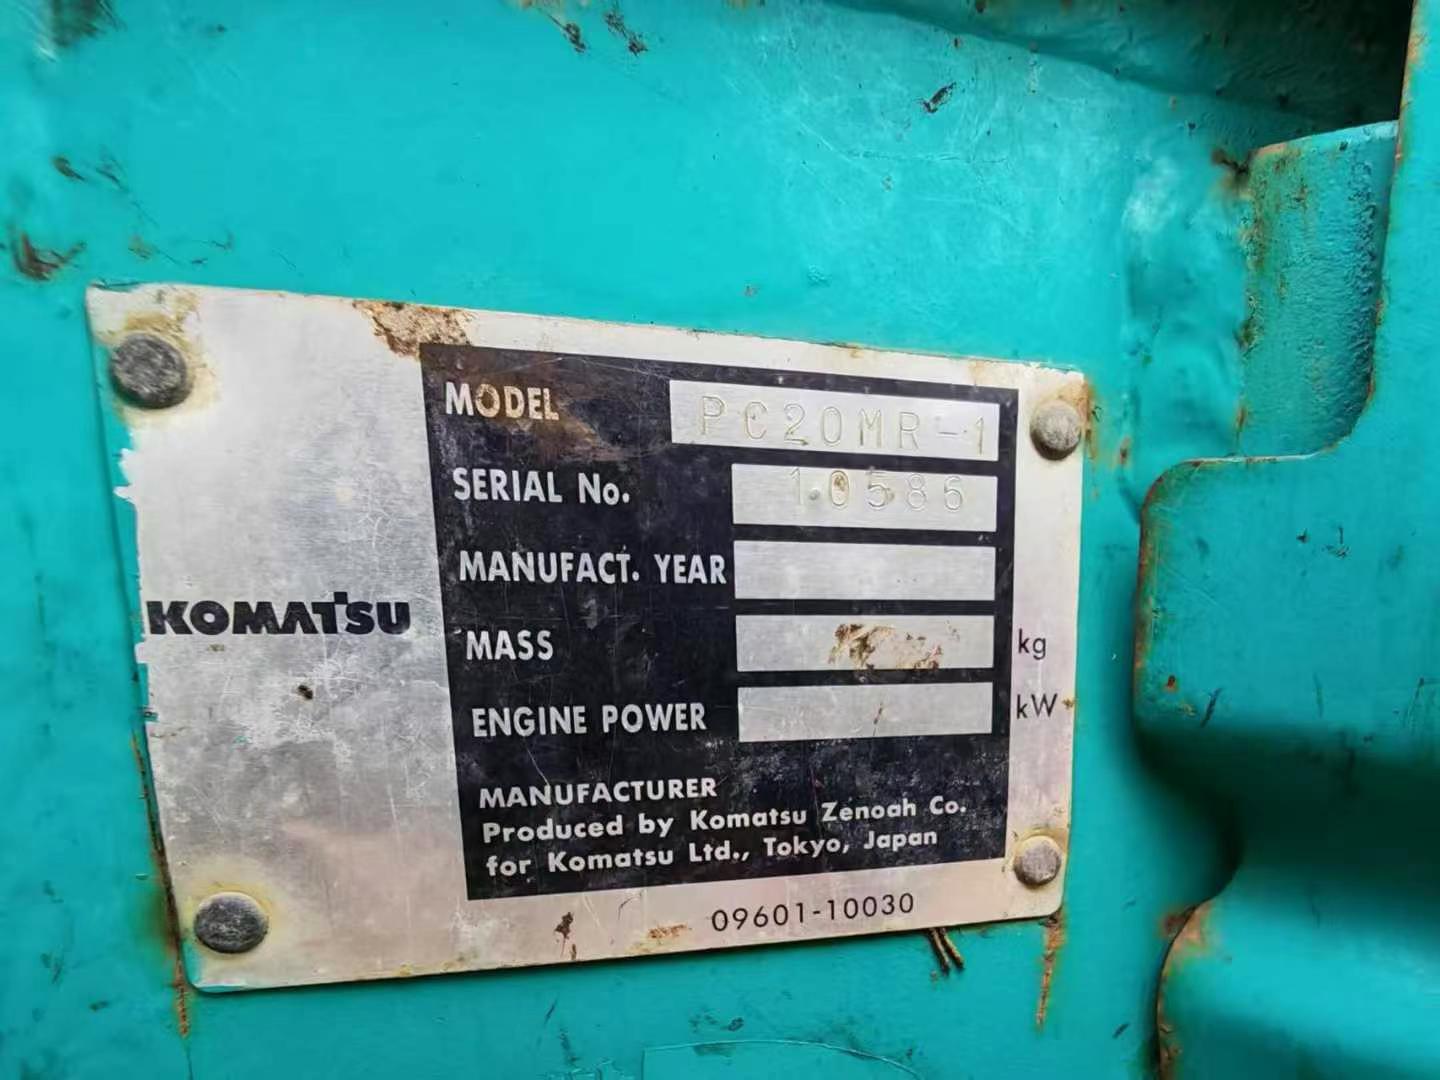 MODEL PC20MR-1
SERIAL No. 10586
MANUFACT. YEAR
KOMATSU
MASS kg
ENGINE POWER kW
MANUFACTURER
Produced by Komatsu Zenoah Co.
for Komatsu Ltd., Tokyo, Japan
09601-10030